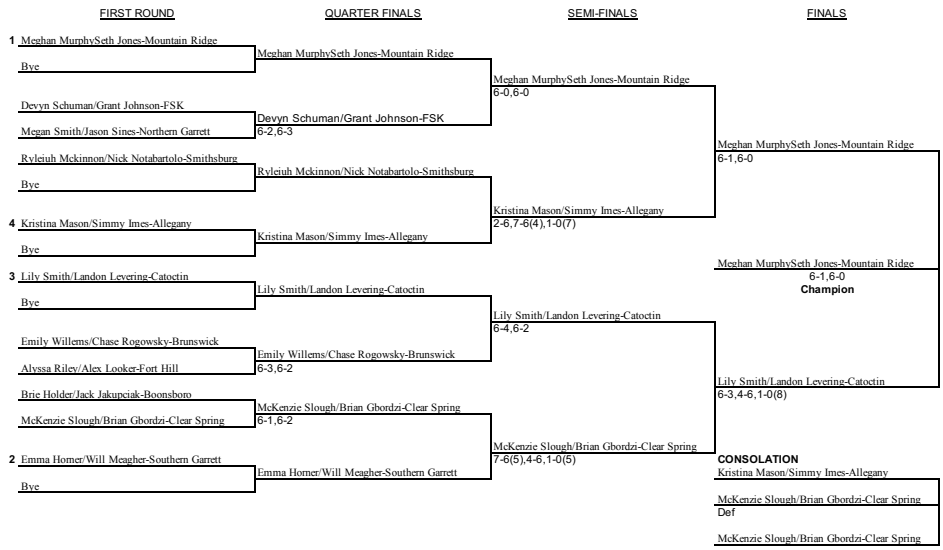 FIRST ROUND
QUARTER FINALS
SEMI-FINALS
FINALS
1 Meghan MurphySeth Jones-Mountain Ridge
Bye
Devyn Schuman/Grant Johnson-FSK
Megan Smith/Jason Sines-Northern Garrett
Ryleiuh Mckinnon/Nick Notabartolo-Smithsburg
Bye
4 Kristina Mason/Simmy Imes-Allegany
Bye
3 Lily Smith/Landon Levering-Catoctin
Bye
Emily Willems/Chase Rogowsky-Brunswick
Alyssa Riley/Alex Looker-Fort Hill
Brie Holder/Jack Jakupciak-Boonsboro
McKenzie Slough/Brian Gbordzi-Clear Spring
2 Emma Homer/Will Meagher-Southern Garrett
Bye
Meghan MurphySeth Jones-Mountain Ridge
Devyn Schuman/Grant Johnson-FSK
6-2,6-3
Ryleiuh Mckinnon/Nick Notabartolo-Smithsburg
Kristina Mason/Simmy Imes-Allegany
Lily Smith/Landon Levering-Catoctin
Emily Willems/Chase Rogowsky-Brunswick
6-3,6-2
McKenzie Slough/Brian Gbordzi-Clear Spring
6-1,6-2
Emma Homer/Will Meagher-Southern Garrett
Meghan MurphySeth Jones-Mountain Ridge
6-0,6-0
Kristina Mason/Simmy Imes-Allegany
2-6,7-6(4),1-0(7)
Lily Smith/Landon Levering-Catoctin
6-4,6-2
McKenzie Slough/Brian Gbordzi-Clear Spring
7-6(5),4-6,1-0(5)
Meghan MurphySeth Jones-Mountain Ridge
6-1,6-0
Meghan MurphySeth Jones-Mountain Ridge
6-1,6-0
Champion
Lily Smith/Landon Levering-Catoctin
6-3,4-6,1-0(8)
CONSOLATION
Kristina Mason/Simmy Imes-Allegany
McKenzie Slough/Brian Gbordzi-Clear Spring
Def
McKenzie Slough/Brian Gbordzi-Clear Spring